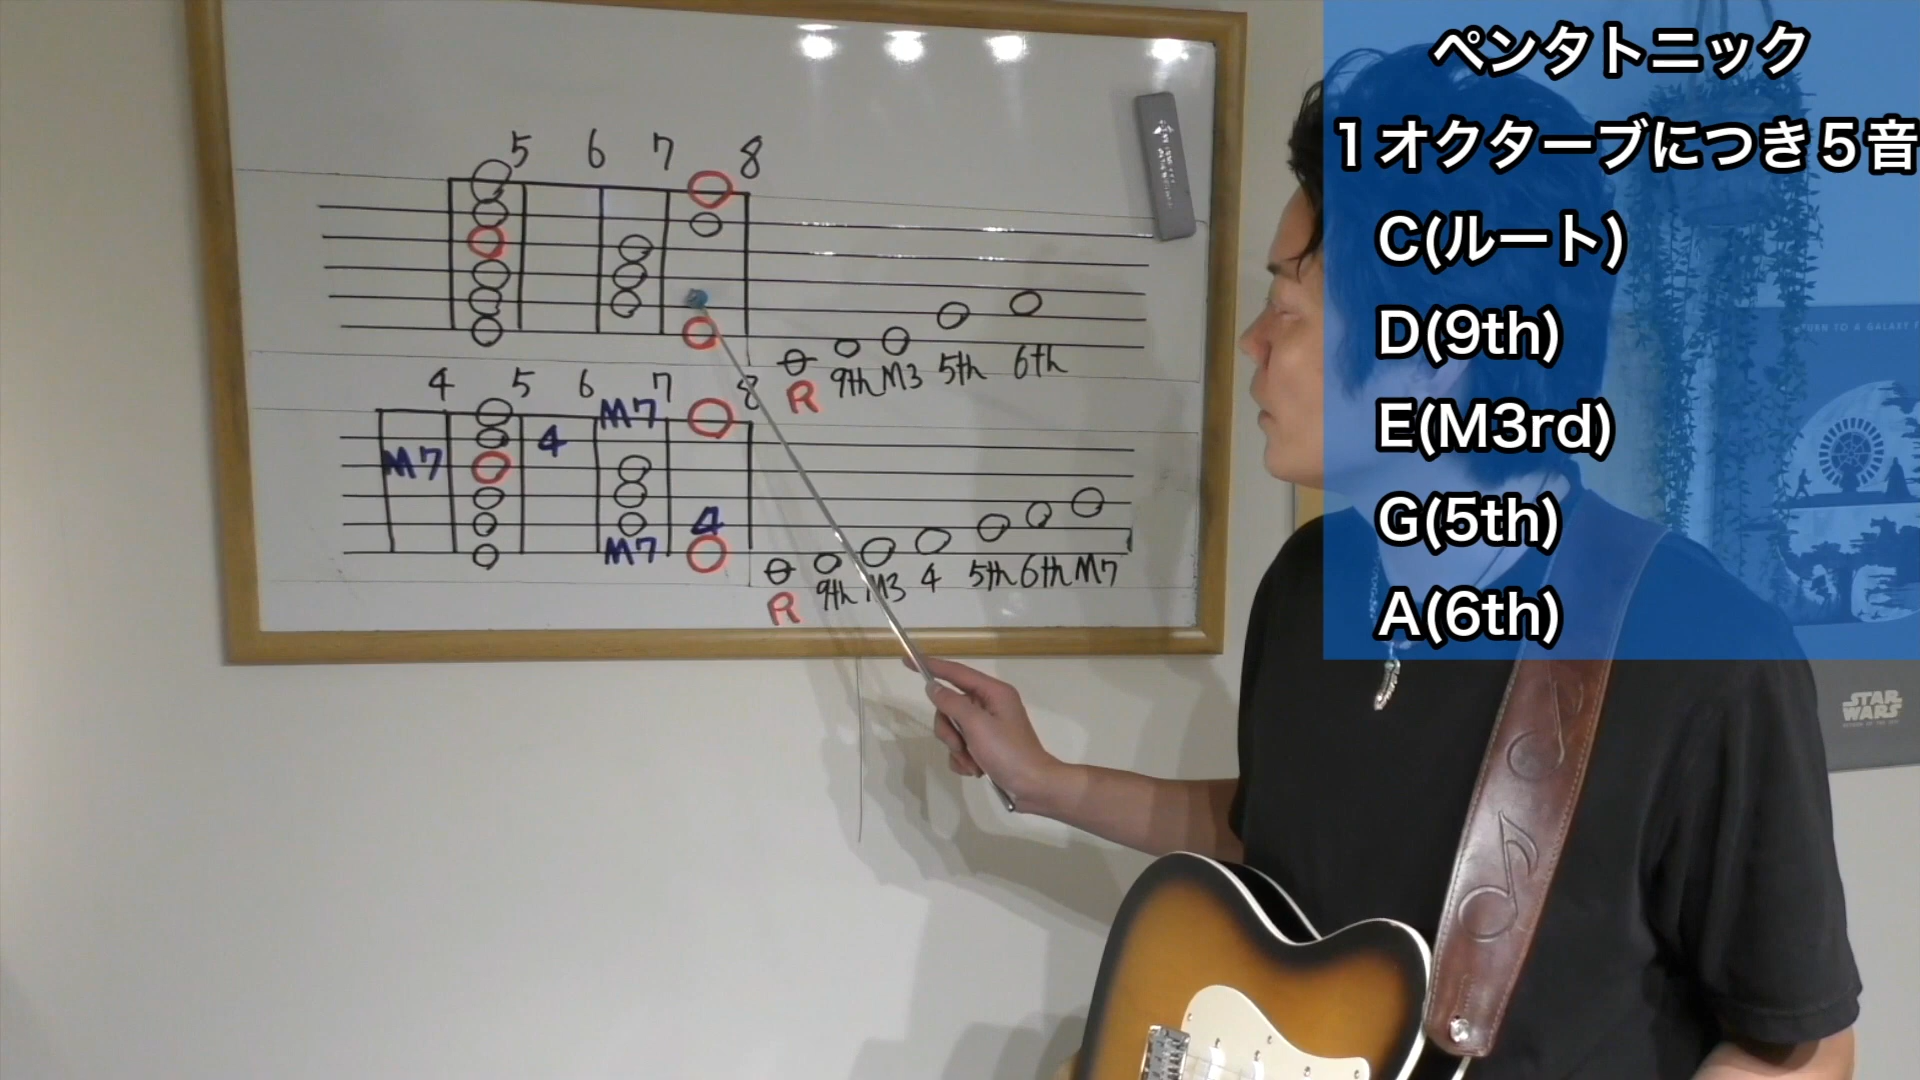 5 6 7 8
R 9th M3 5th 6th
4 5 6 7 8
M7
4
M7
4
M7
R 9th M3 4 5th 6th M7
ペンタトニック
1オクターブにつき5音
C(ルート)
D(9th)
E(M3rd)
G(5th)
A(6th)
STAR
WARS